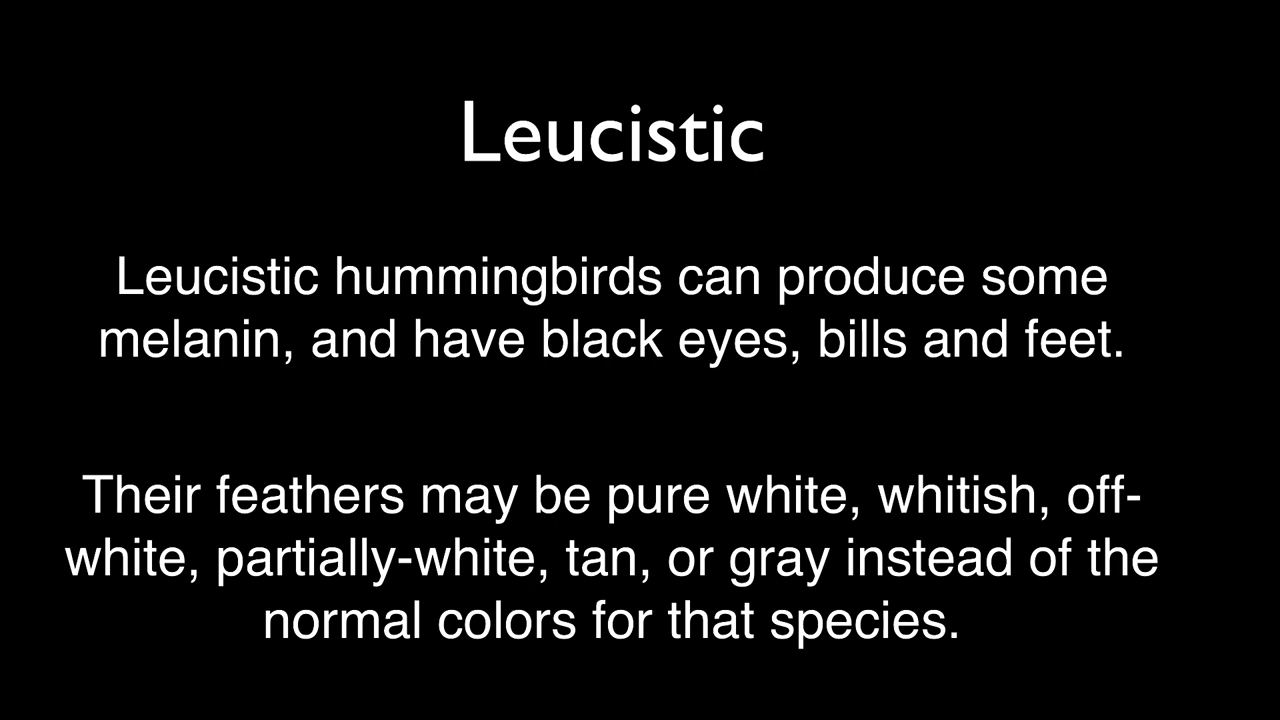 Leucistic
Leucistic hummingbirds can produce some
melanin, and have black eyes, bills and feet.
Their feathers may be pure white, whitish, off-
white, partially-white, tan, or gray instead of the
normal colors for that species.